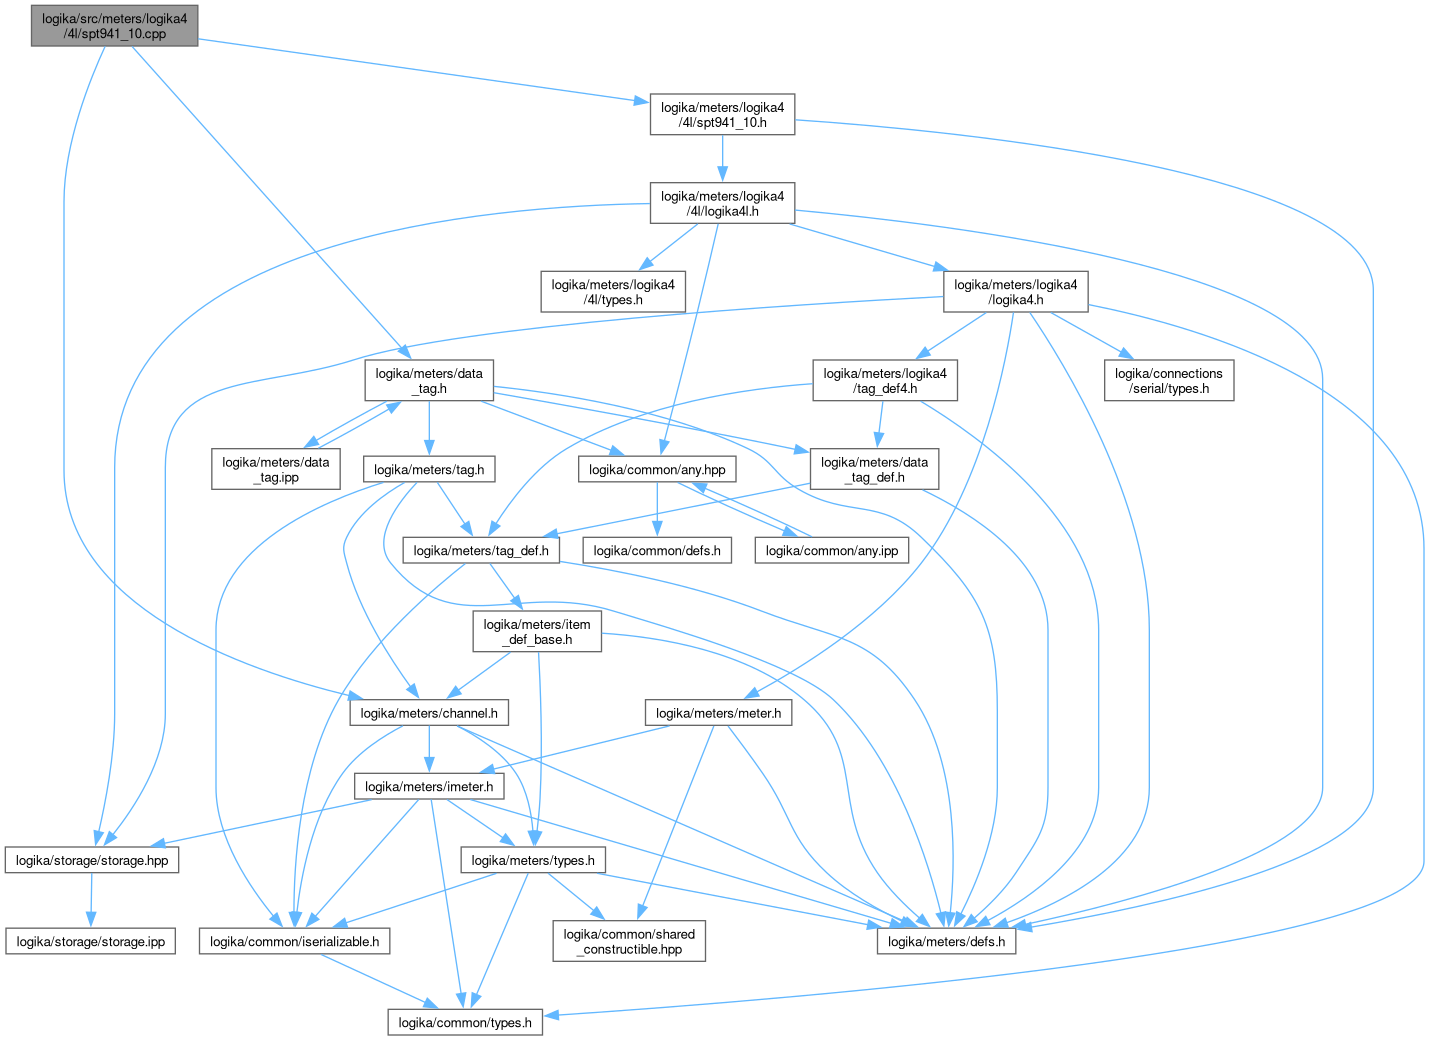 logika/src/meters/logika4
/4l/spt941_10.cpp
logika/meters/logika4
/4l/spt941_10.h
logika/meters/logika4
/4l/logika4l.h
logika/meters/logika4
/4l/types.h
logika/meters/logika4
/logika4.h
logika/meters/data
_tag.h
logika/meters/logika4
/tag_def4.h
logika/connections
/serial/types.h
logika/meters/data
_tag.ipp
logika/meters/tag.h
logika/common/any.hpp
logika/meters/data
_tag_def.h
logika/meters/tag_def.h
logika/common/defs.h
logika/common/any.ipp
logika/meters/item
_def_base.h
logika/meters/channel.h
logika/meters/meter.h
logika/meters/imeter.h
logika/storage/storage.hpp
logika/meters/types.h
logika/storage/storage.ipp
logika/common/iserializable.h
logika/common/shared
_constructible.hpp
logika/meters/defs.h
logika/common/types.h